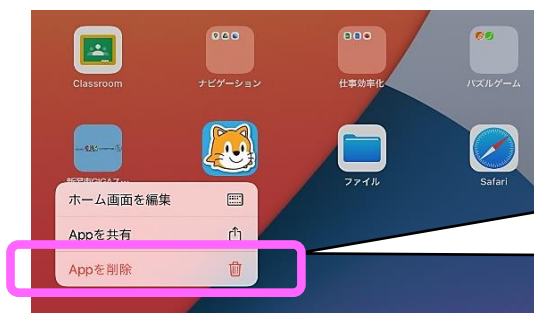 Classroom
ナビゲーション
仕事効率化
パズルゲーム
ファイル
Safari
ホーム画面を編集
Appを共有
Appを削除